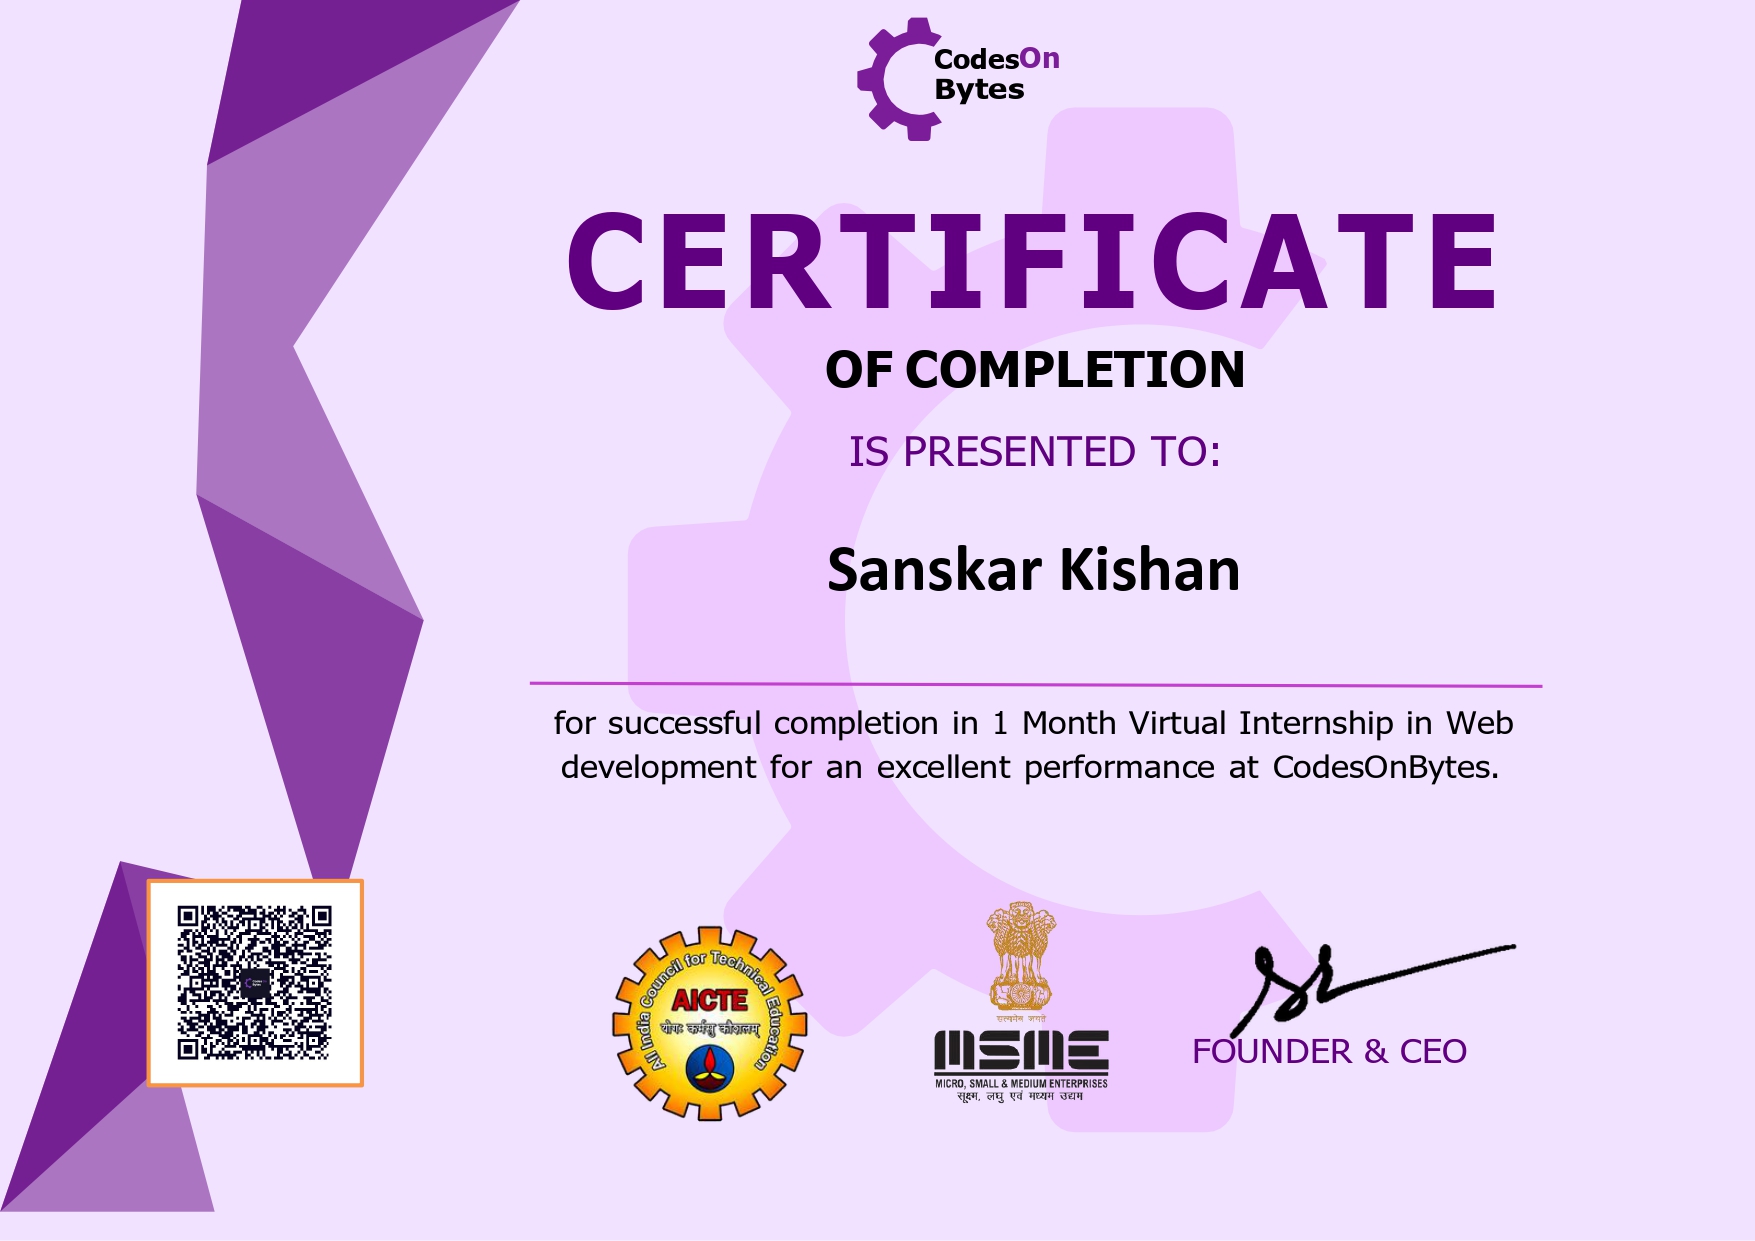 CodesOn
Bytes
CERTIFICATE
OF COMPLETION
IS PRESENTED TO:
Sanskar Kishan
for successful completion in 1 Month Virtual Internship in Web
development for an excellent performance at CodesOnBytes.
All India Council for Technical Education
AICTE
योगः कर्मसु कौशलम्
सत्यमेव जयते
MSME
MICRO, SMALL & MEDIUM ENTERPRISES
सूक्ष्म, लघु एवं मध्यम उद्यम
FOUNDER & CEO